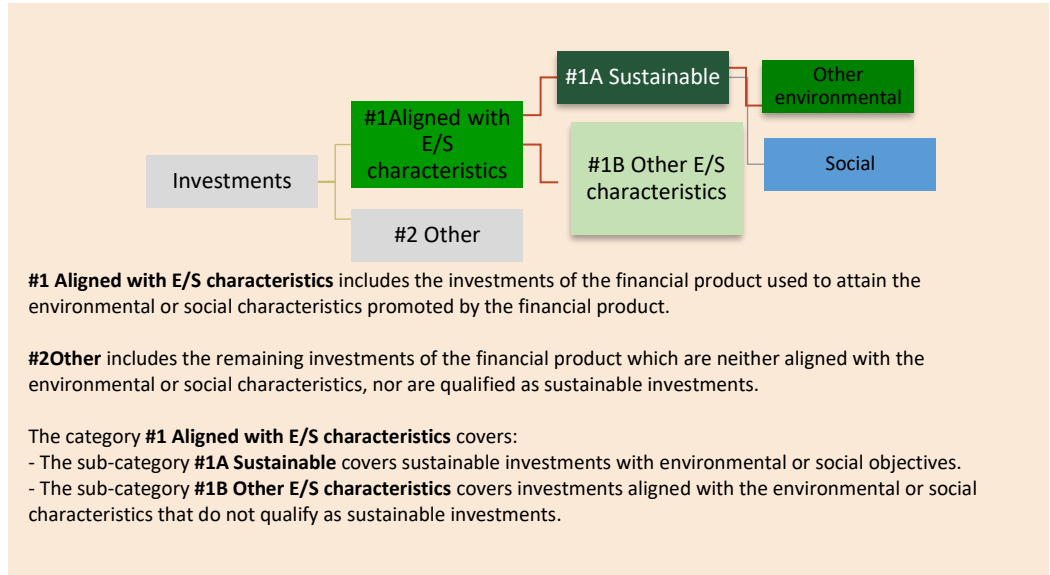 #1A Sustainable
Other
environmental
#1Aligned with
E/S
characteristics
#1B Other E/S
characteristics
Social
Investments
#2 Other
#1 Aligned with E/S characteristics includes the investments of the financial product used to attain the
environmental or social characteristics promoted by the financial product.
#2Other includes the remaining investments of the financial product which are neither aligned with the
environmental or social characteristics, nor are qualified as sustainable investments.
The category #1 Aligned with E/S characteristics covers:
- The sub-category #1A Sustainable covers sustainable investments with environmental or social objectives.
- The sub-category #1B Other E/S characteristics covers investments aligned with the environmental or social
characteristics that do not qualify as sustainable investments.